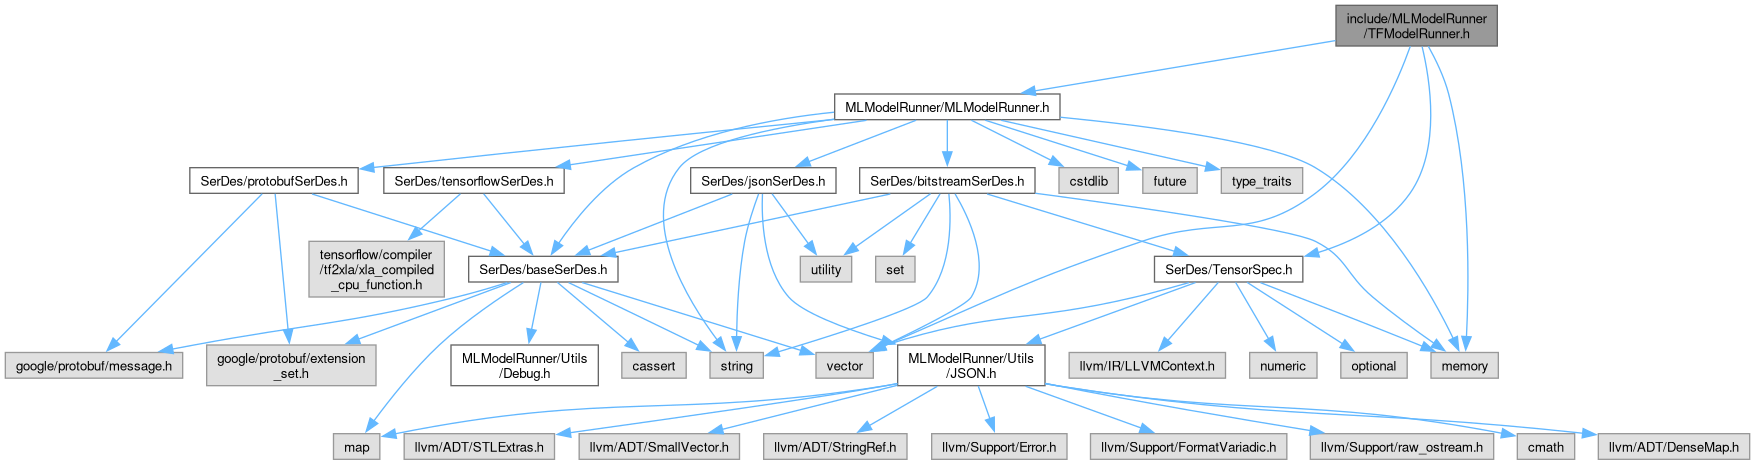 include/MLModelRunner
/TFModelRunner.h
MLModelRunner/MLModelRunner.h
SerDes/protobufSerDes.h
SerDes/tensorflowSerDes.h
SerDes/jsonSerDes.h
SerDes/bitstreamSerDes.h
cstdlib
future
type_traits
tensorflow/compiler
/tf2xla/xla_compiled
_cpu_function.h
SerDes/baseSerDes.h
utility
set
SerDes/TensorSpec.h
google/protobuf/message.h
google/protobuf/extension
_set.h
MLModelRunner/Utils
/Debug.h
cassert
string
vector
MLModelRunner/Utils
/JSON.h
llvm/IR/LLVMContext.h
numeric
optional
memory
map
llvm/ADT/STLExtras.h
llvm/ADT/SmallVector.h
llvm/ADT/StringRef.h
llvm/Support/Error.h
llvm/Support/FormatVariadic.h
llvm/Support/raw_ostream.h
cmath
llvm/ADT/DenseMap.h